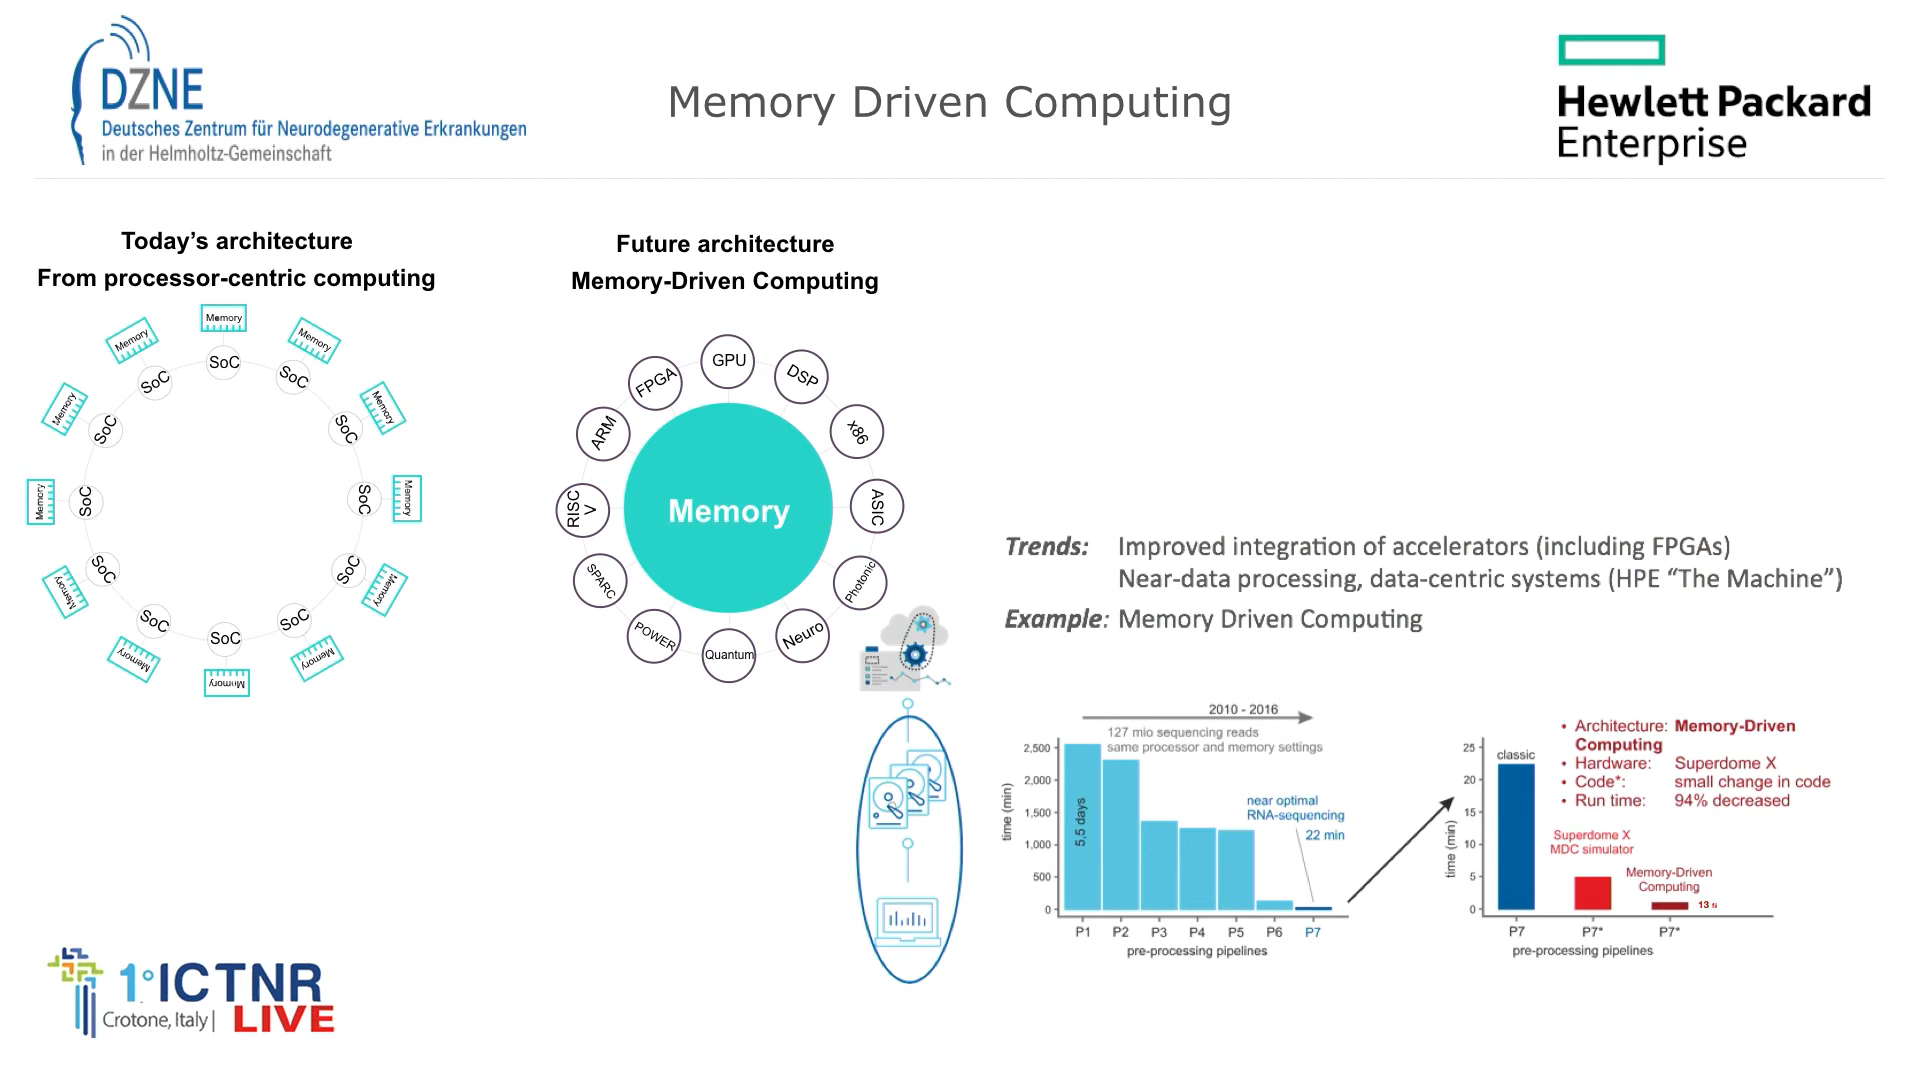 DZNE
Deutsches Zentrum für Neurodegenerative Erkrankungen
in der Helmholtz-Gemeinschaft
Memory Driven Computing
Hewlett Packard
Enterprise
Today's architecture
From processor-centric computing
Memory
Memory
Memory
Memory
Memory
Memory
Memory
Memory
Memory
Memory
Memory
Memory
SoC
SoC
SoC
SoC
SoC
SoC
SoC
SoC
SoC
SoC
SoC
SoC
Future architecture
Memory-Driven Computing
GPU
DSP
x86
ASIC
Photonic
Neuro
Quantum
POWER
SPARC
RISC
V
ARM
FPGA
Memory
Trends: Improved integration of accelerators (including FPGAs)
Near-data processing, data-centric systems (HPE “The Machine”)
Example: Memory Driven Computing
2010 - 2016
127 mio sequencing reads
same processor and memory settings
time (min)
2,500
2,000
1,500
1,000
500
0
5,5 days
near optimal
RNA-sequencing
22 min
P1 P2 P3 P4 P5 P6 P7
pre-processing pipelines
• Architecture: Memory-Driven
Computing
• Hardware: Superdome X
• Code*: small change in code
• Run time: 94% decreased
time (min)
25
20
15
10
5
0
classic
Superdome X
MDC simulator
Memory-Driven
Computing
13 s
P7 P7* P7*
pre-processing pipelines
1° ICTNR
Crotone, Italy | LIVE